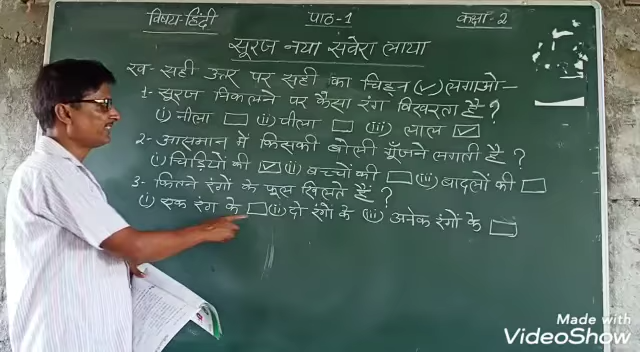 विषय-हिंदी पाठ-1 कक्षा-2
सूरज नया सवेरा लाया
ख- सही उत्तर पर सही का चिह्न (✓) लगाओ-
1- सूरज निकलने पर कैसा रंग बिखरता है?
(i) नीला ☐ (ii) पीला ☐ (iii) लाल ☑
2- आसमान में किसकी बोली गूँजने लगती है?
(i) चिड़ियों की ☑ (ii) बच्चों की ☐ (iii) बादलों की ☐
3- कितने रंगों के फूल खिलते हैं?
(i) एक रंग के ☐ (ii) दो रंगों के (iii) अनेक रंगों के ☐
Made with
VideoShow